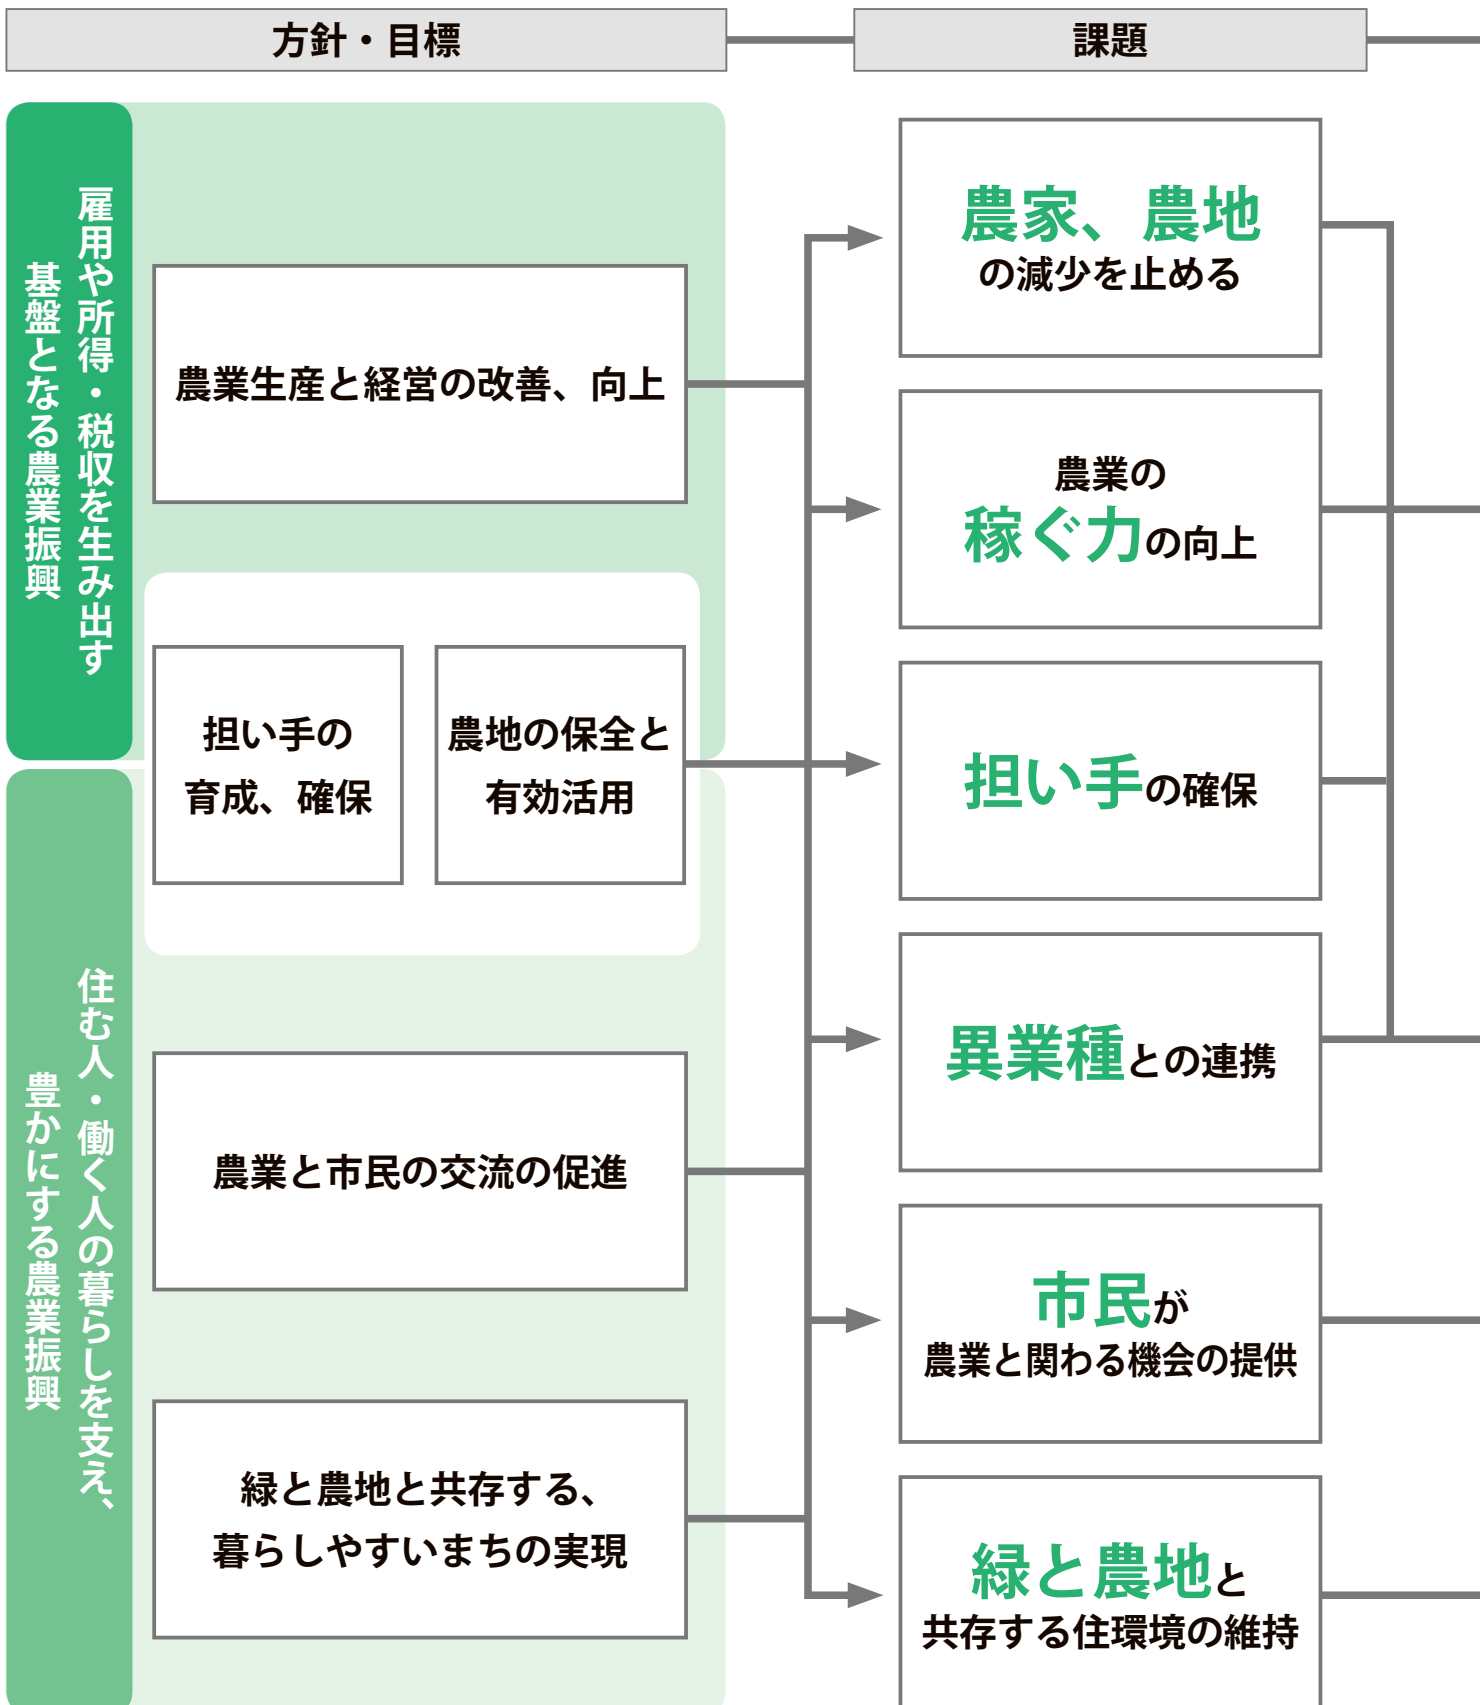 方針・目標
課題
雇用や所得・税収を生み出す
基盤となる農業振興
農業生産と経営の改善、向上
担い手の
育成、確保
農地の保全と
有効活用
住む人・働く人の暮らしを支え、
豊かにする農業振興
農業と市民の交流の促進
緑と農地と共存する、
暮らしやすいまちの実現
農家、農地
の減少を止める
農業の
稼ぐ力の向上
担い手の確保
異業種との連携
市民が
農業と関わる機会の提供
緑と農地と
共存する住環境の維持